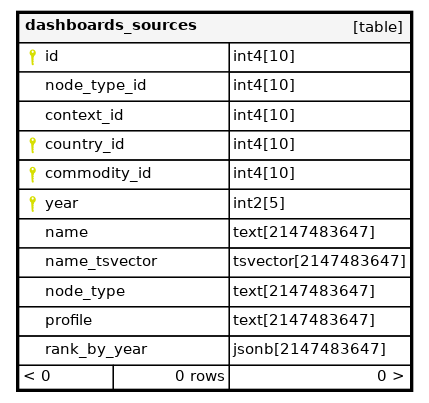 dashboards_sources [table]
id int4[10]
node_type_id int4[10]
context_id int4[10]
country_id int4[10]
commodity_id int4[10]
year int2[5]
name text[2147483647]
name_tsvector tsvector[2147483647]
node_type text[2147483647]
profile text[2147483647]
rank_by_year jsonb[2147483647]
< 0 0 rows 0 >